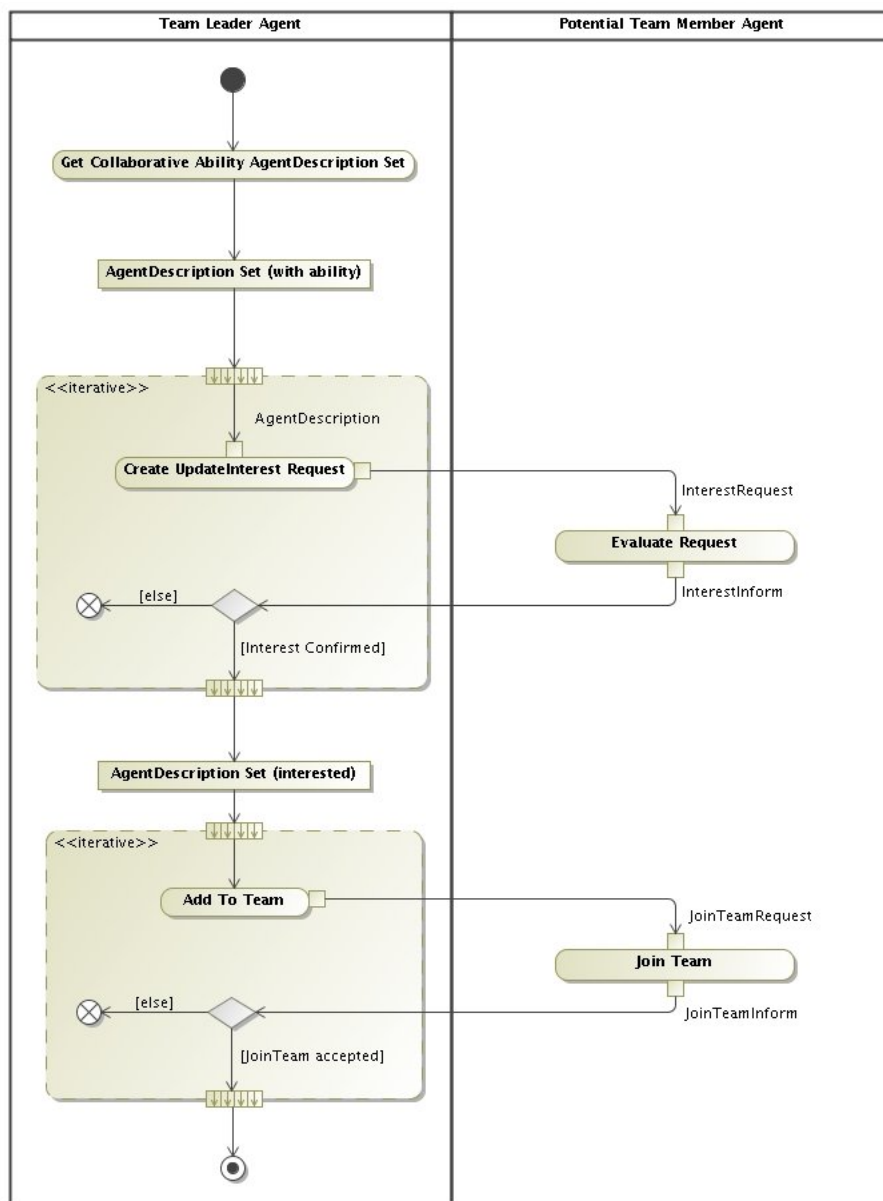 Team Leader Agent
Potential Team Member Agent
Get Collaborative Ability AgentDescription Set
AgentDescription Set (with ability)
<<iterative>>
AgentDescription
Create UpdateInterest Request
InterestRequest
Evaluate Request
InterestInform
[else]
[Interest Confirmed]
AgentDescription Set (interested)
<<iterative>>
Add To Team
JoinTeamRequest
Join Team
JoinTeamInform
[else]
[JoinTeam accepted]